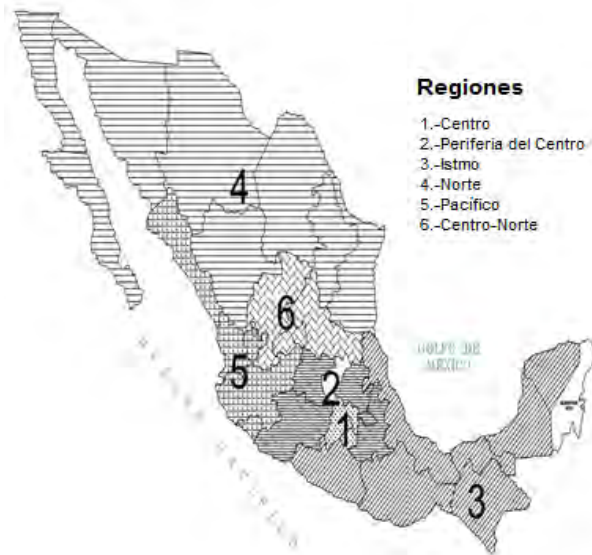 Regiones
1.-Centro
2.-Periferia del Centro
3.-Istmo
4.-Norte
5.-Pacífico
6.-Centro-Norte
4
6
GOLFO DE
MEXICO
5
2
1
3